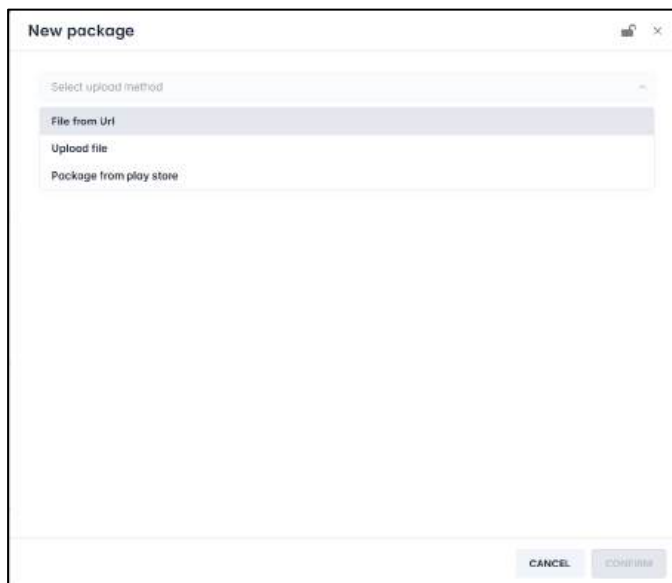 New package
Select upload method
File from Url
Upload file
Package from play store
CANCEL
CONFIRM